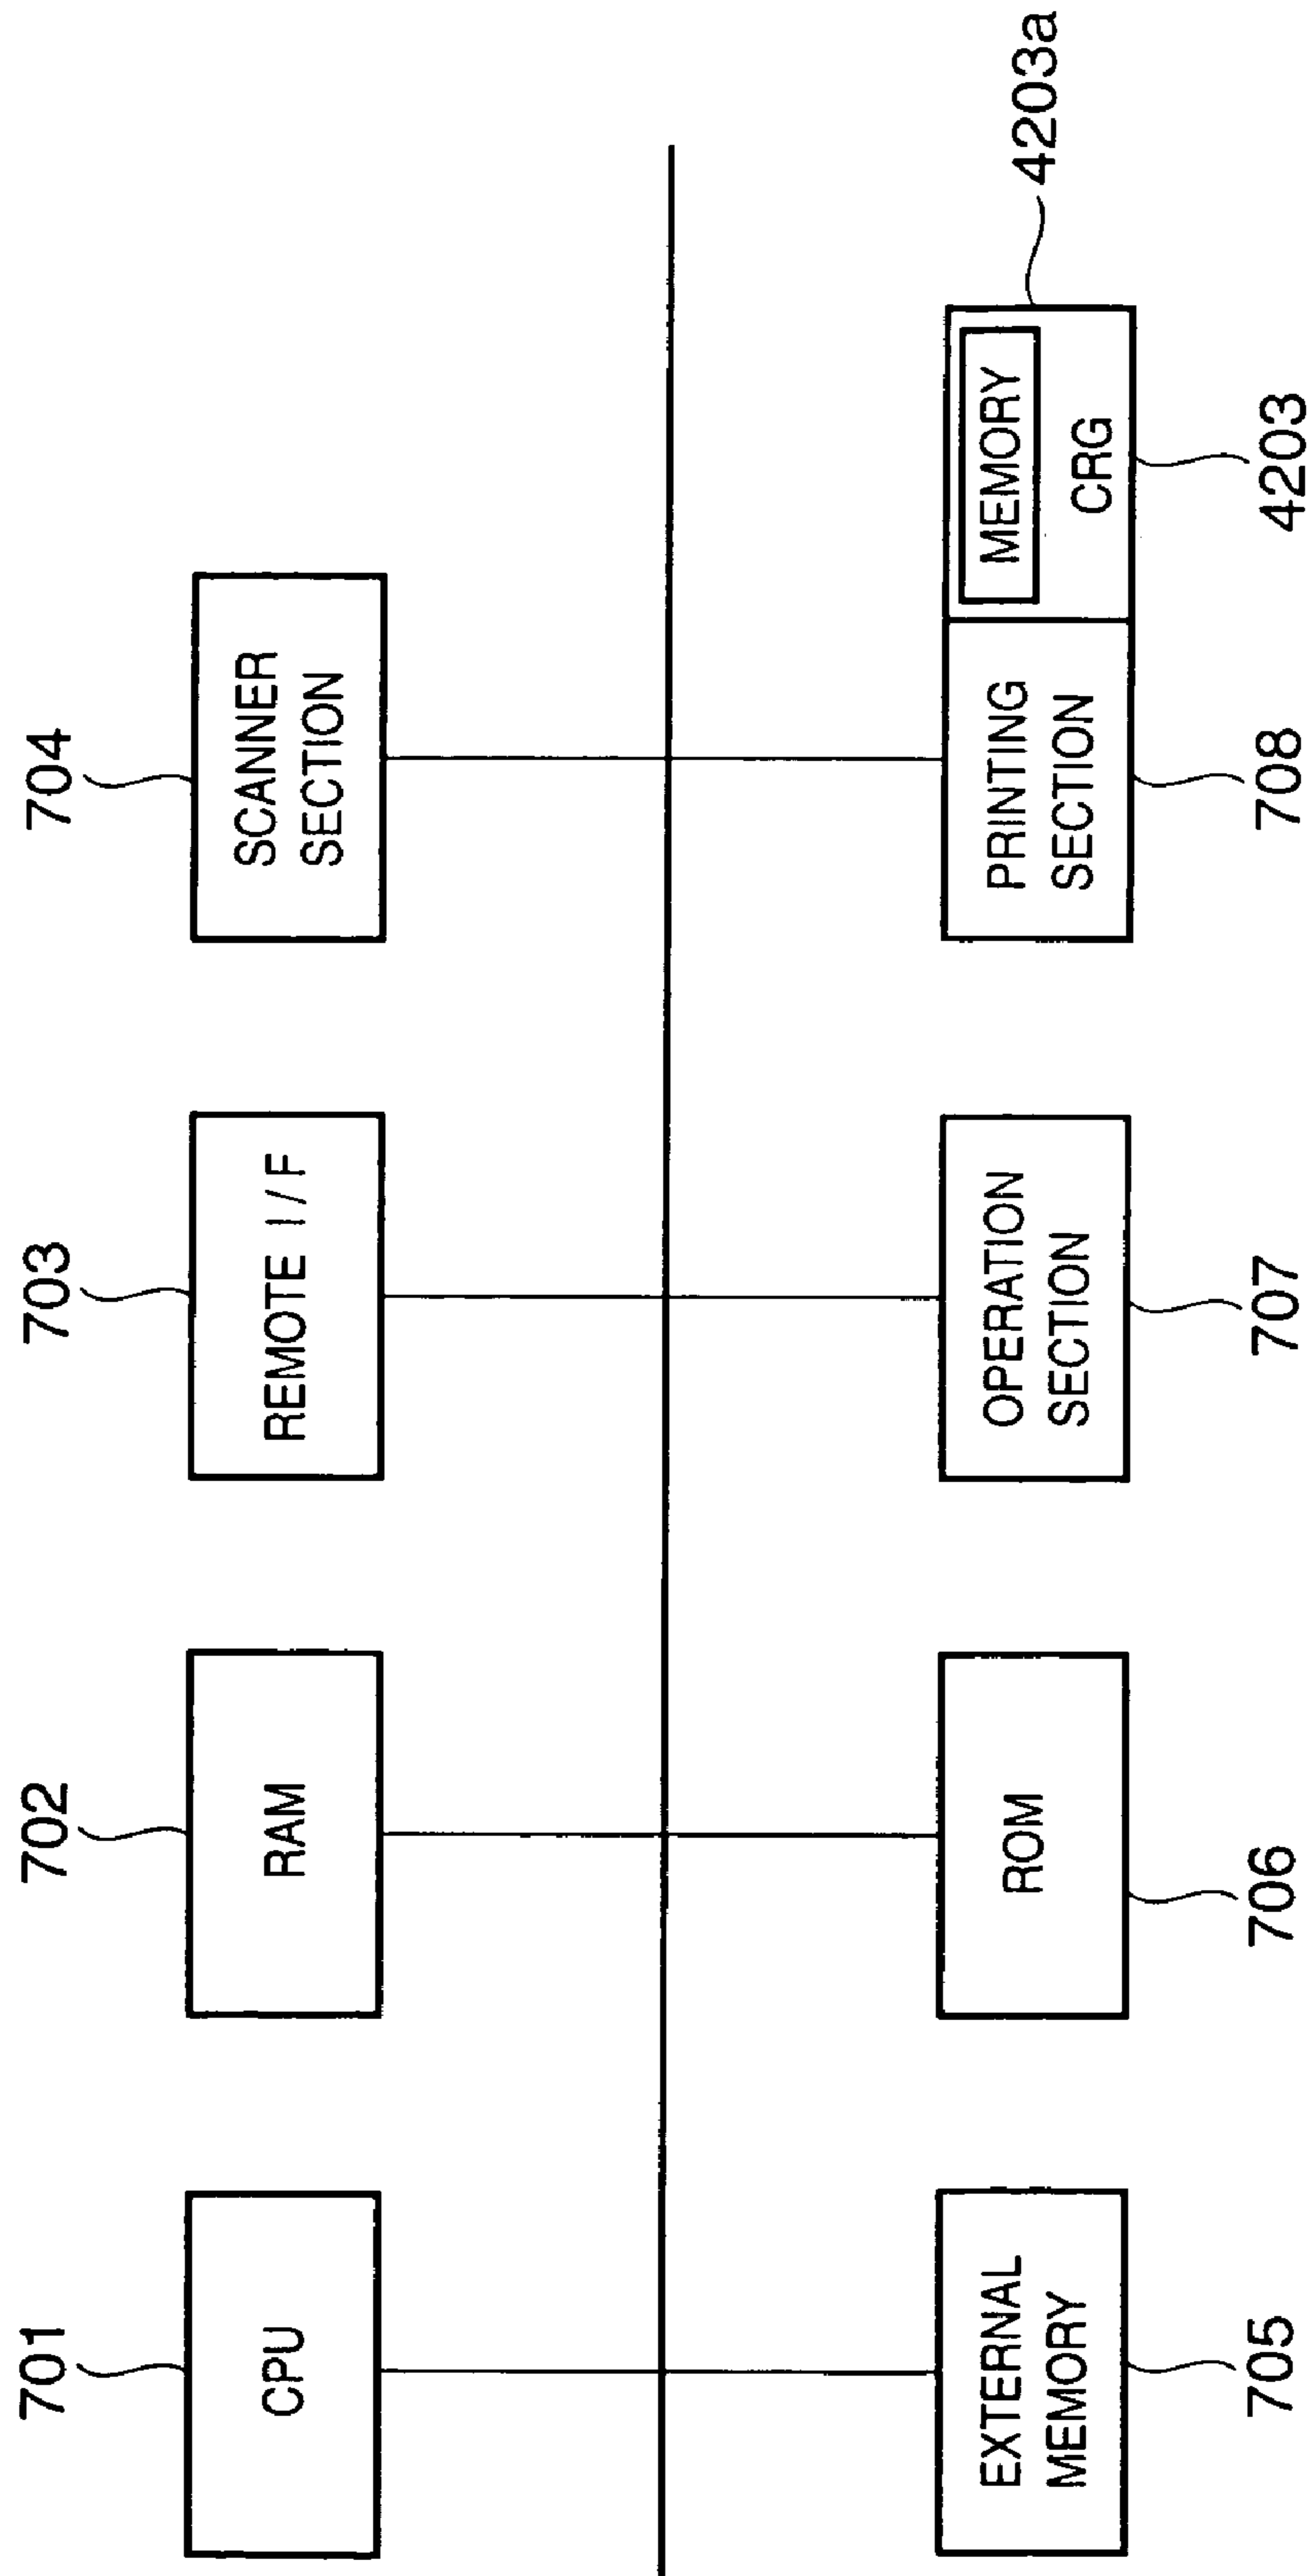 701
702
703
704
CPU
RAM
REMOTE I/F
SCANNER
SECTION
4203a
EXTERNAL
MEMORY
ROM
OPERATION
SECTION
PRINTING
SECTION
MEMORY
CRG
705
706
707
708
4203